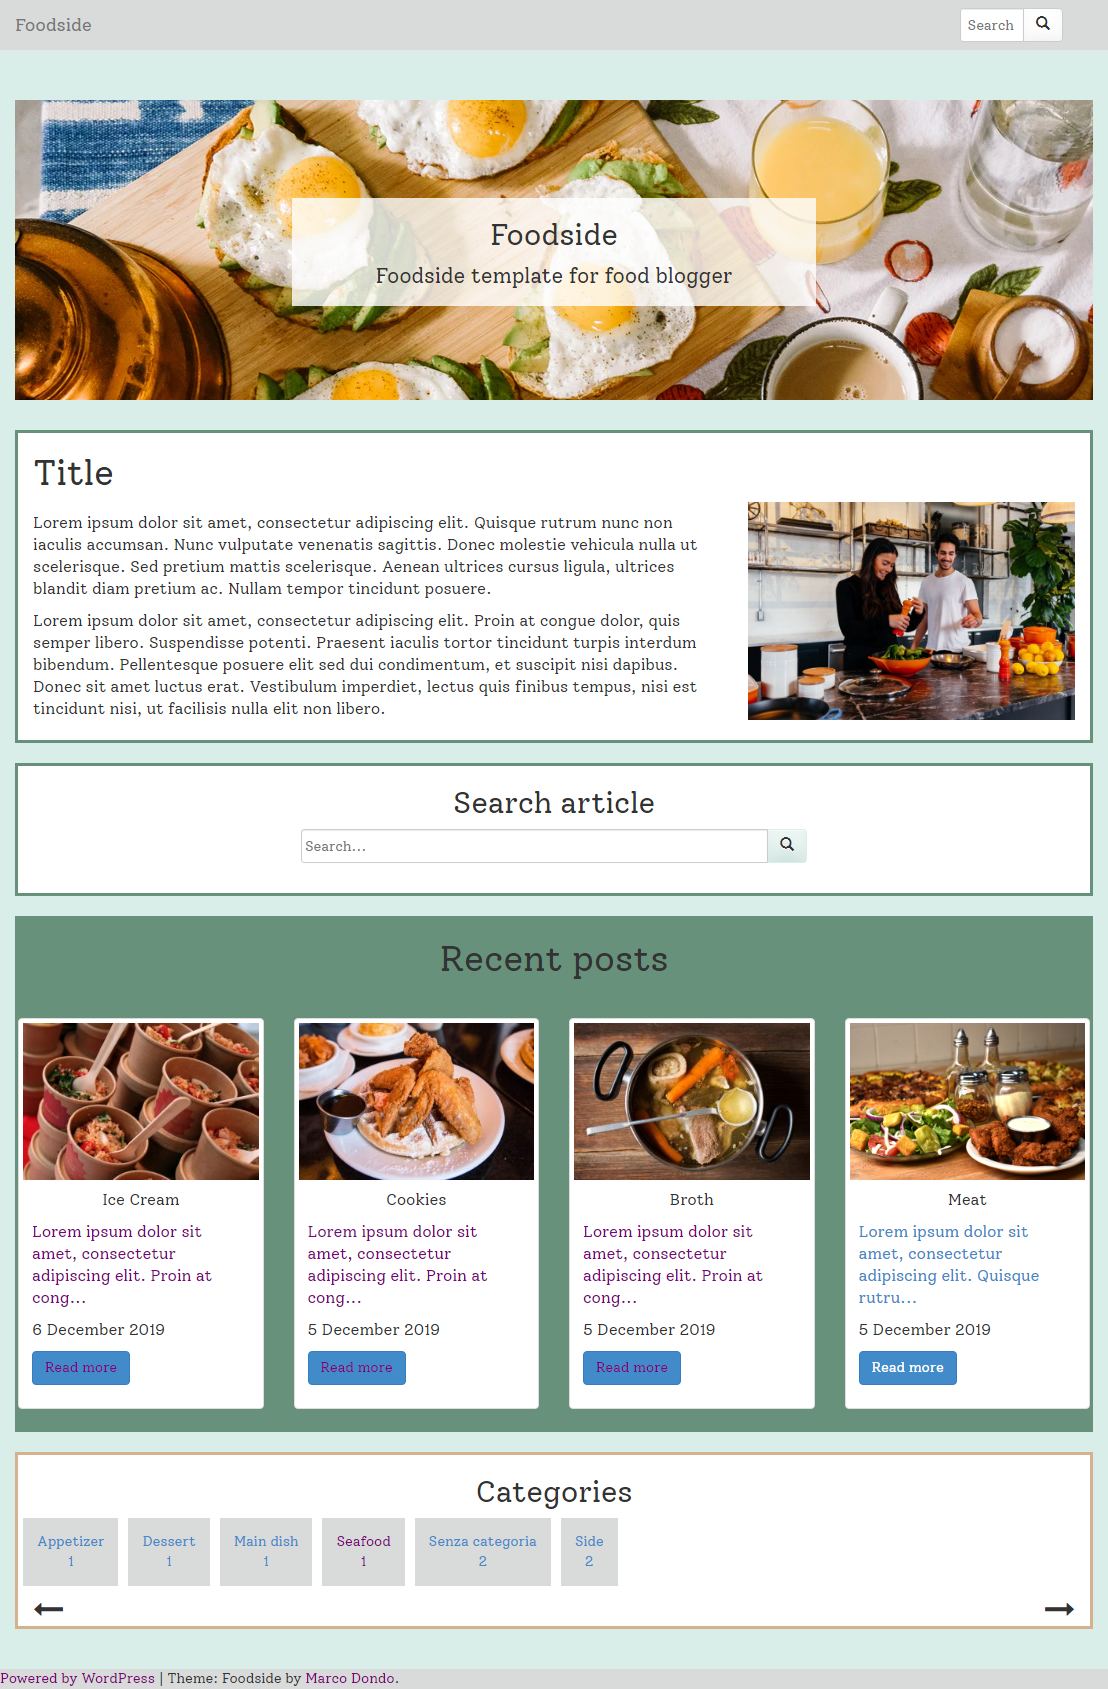 Foodside
Search
Foodside
Foodside template for food blogger
Title
Lorem ipsum dolor sit amet, consectetur adipiscing elit. Quisque rutrum nunc non
iaculis accumsan. Nunc vulputate venenatis sagittis. Donec molestie vehicula nulla ut
scelerisque. Sed pretium mattis scelerisque. Aenean ultrices cursus ligula, ultrices
blandit diam pretium ac. Nullam tempor tincidunt posuere.
Lorem ipsum dolor sit amet, consectetur adipiscing elit. Proin at congue dolor, quis
semper libero. Suspendisse potenti. Praesent iaculis tortor tincidunt turpis interdum
bibendum. Pellentesque posuere elit sed dui condimentum, et suscipit nisi dapibus.
Donec sit amet luctus erat. Vestibulum imperdiet, lectus quis finibus tempus, nisi est
tincidunt nisi, ut facilisis nulla elit non libero.
Search article
Search...
Recent posts
Ice Cream
Lorem ipsum dolor sit
amet, consectetur
adipiscing elit. Proin at
cong...
6 December 2019
Read more
Cookies
Lorem ipsum dolor sit
amet, consectetur
adipiscing elit. Proin at
cong...
5 December 2019
Read more
Broth
Lorem ipsum dolor sit
amet, consectetur
adipiscing elit. Proin at
cong...
5 December 2019
Read more
Meat
Lorem ipsum dolor sit
amet, consectetur
adipiscing elit. Quisque
rutru...
5 December 2019
Read more
Categories
Appetizer
1
Dessert
1
Main dish
1
Seafood
1
Senza categoria
2
Side
2
Powered by WordPress | Theme: Foodside by Marco Dondo.